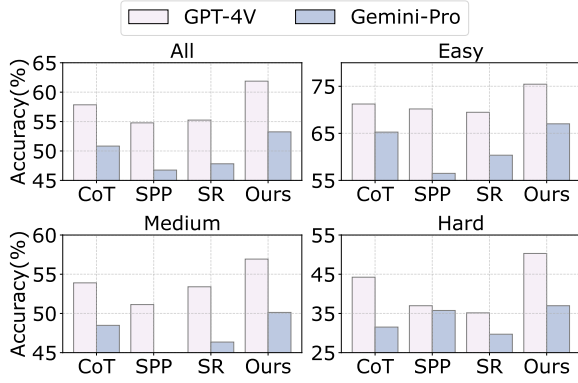 GPT-4V Gemini-Pro
All
Accuracy(%)
65
60
55
50
45
CoT SPP SR Ours
Easy
75
65
55
CoT SPP SR Ours
Medium
Accuracy(%)
60
55
50
45
CoT SPP SR Ours
Hard
55
45
35
25
CoT SPP SR Ours